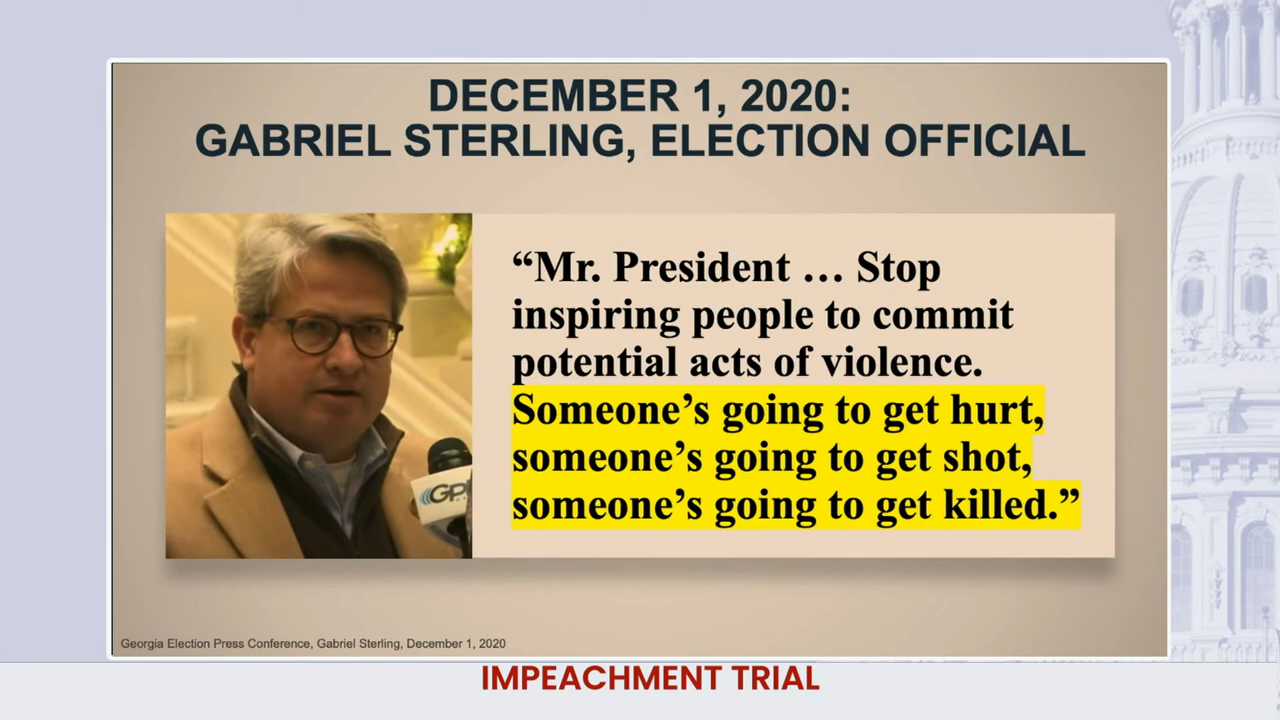 DECEMBER 1, 2020:
GABRIEL STERLING, ELECTION OFFICIAL
“Mr. President … Stop
inspiring people to commit
potential acts of violence.
Someone’s going to get hurt,
someone’s going to get shot,
someone’s going to get killed.”
Georgia Election Press Conference, Gabriel Sterling, December 1, 2020
IMPEACHMENT TRIAL